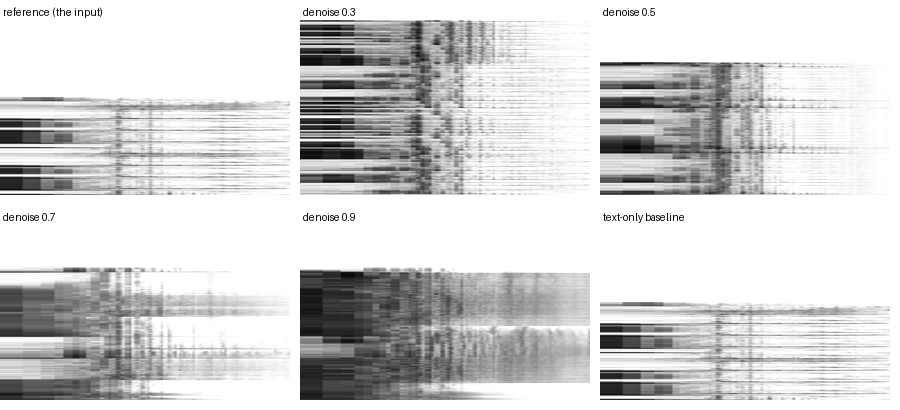 reference (the input)
denoise 0.3
denoise 0.5
denoise 0.7
denoise 0.9
text-only baseline